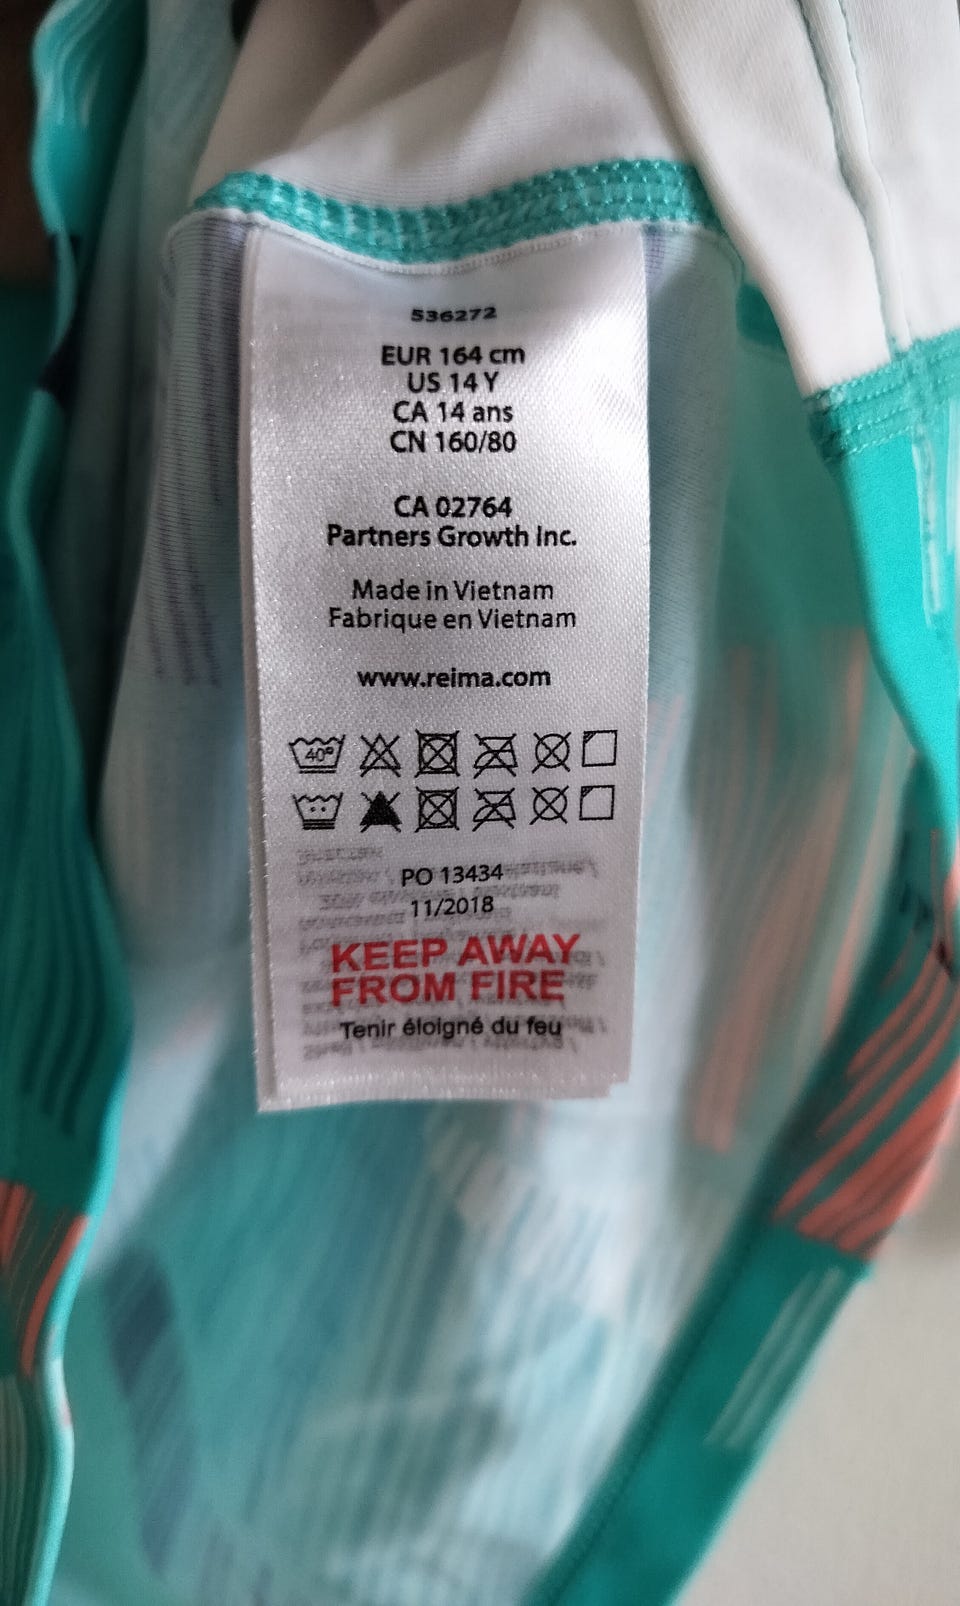 536272
EUR 164 cm
US 14 Y
CA 14 ans
CN 160/80
CA 02764
Partners Growth Inc.
Made in Vietnam
Fabrique en Vietnam
www.reima.com
40°
PO 13434
11/2018
KEEP AWAY
FROM FIRE
Tenir éloigné du feu